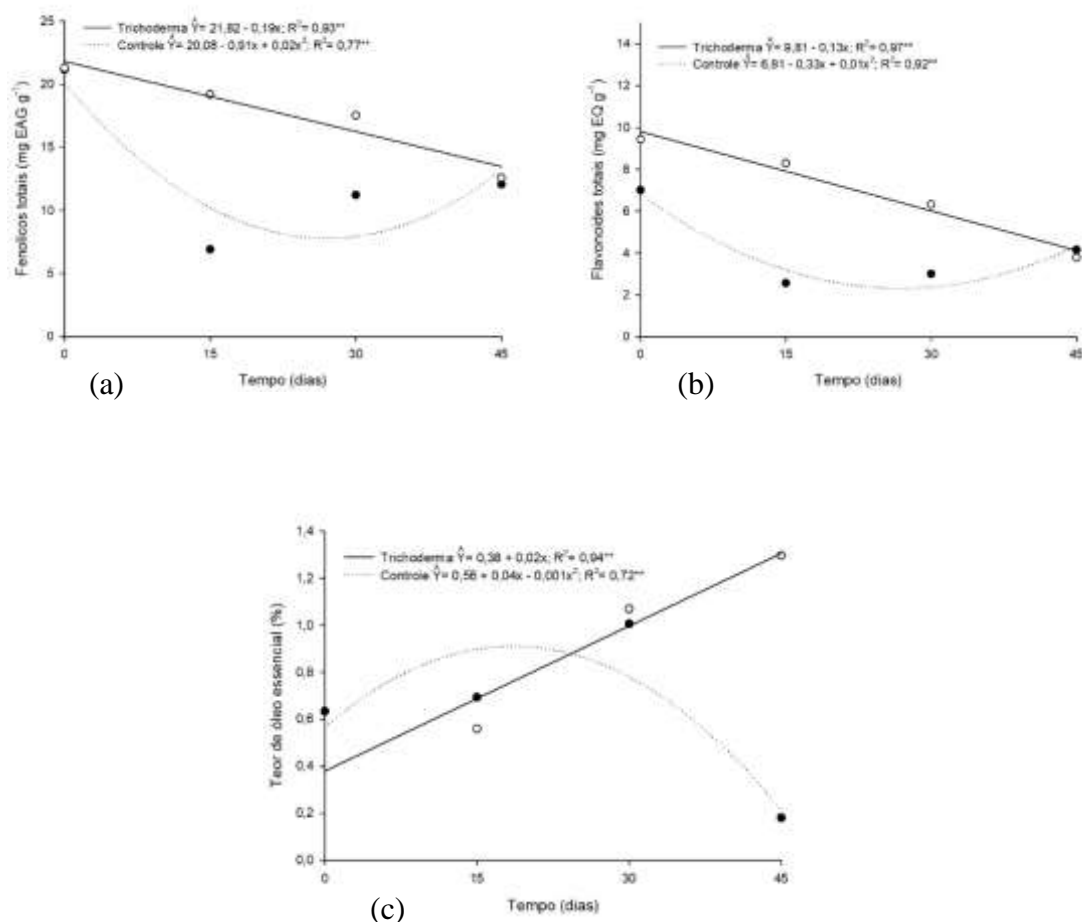 Trichoderma Ŷ= 21,82 - 0,19x; R²= 0,93**
Controle Ŷ= 20,08 - 0,91x + 0,02x²; R²= 0,77**
Fenolicos totais (mg EAG g⁻¹)
25
20
15
10
5
0
0 15 30 45
Tempo (dias)
(a)
Trichoderma Ŷ= 9,81 - 0,13x; R²= 0,97**
Controle Ŷ= 6,81 - 0,33x + 0,01x²; R²= 0,92**
Flavonoides totais (mg EQ g⁻¹)
14
12
10
8
6
4
2
0
0 15 30 45
Tempo (dias)
(b)
Trichoderma Ŷ= 0,38 + 0,02x; R²= 0,94**
Controle Ŷ= 0,56 + 0,04x - 0,001x²; R²= 0,72**
Teor de óleo essencial (%)
1,4
1,2
1,0
0,8
0,6
0,4
0,2
0,0
0 15 30 45
Tempo (dias)
(c)